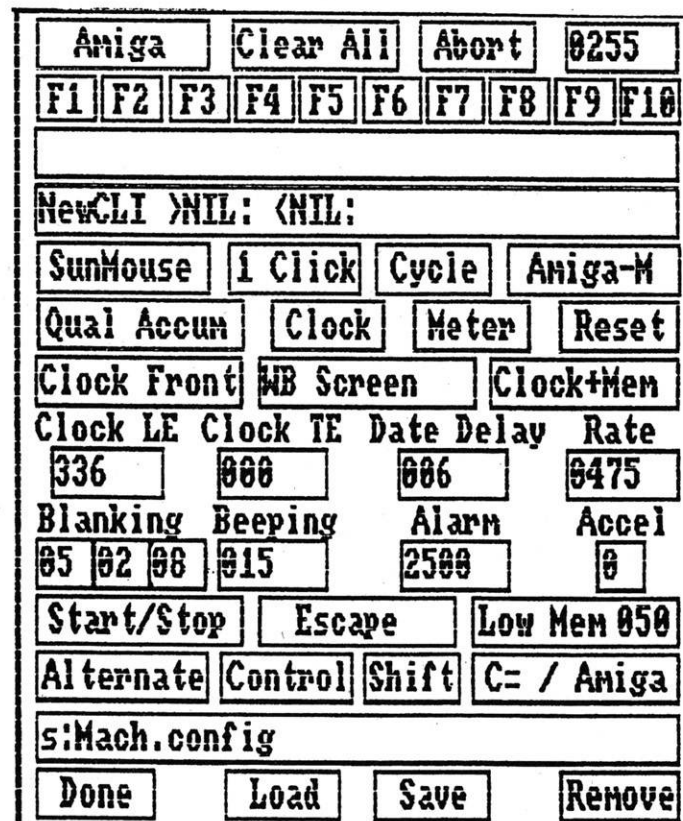 Amiga Clear All Abort 0255
F1 F2 F3 F4 F5 F6 F7 F8 F9 F10
NewCLI >NIL: <NIL:
SunMouse 1 Click Cycle Amiga-M
Qual Accum Clock Meter Reset
Clock Front WB Screen Clock+Mem
Clock LE Clock TE Date Delay Rate
336 000 006 0475
Blanking Beeping Alarm Accel
05 02 08 015 2500 0
Start/Stop Escape Low Mem 050
Alternate Control Shift C= / Amiga
s:Mach.config
Done Load Save Remove